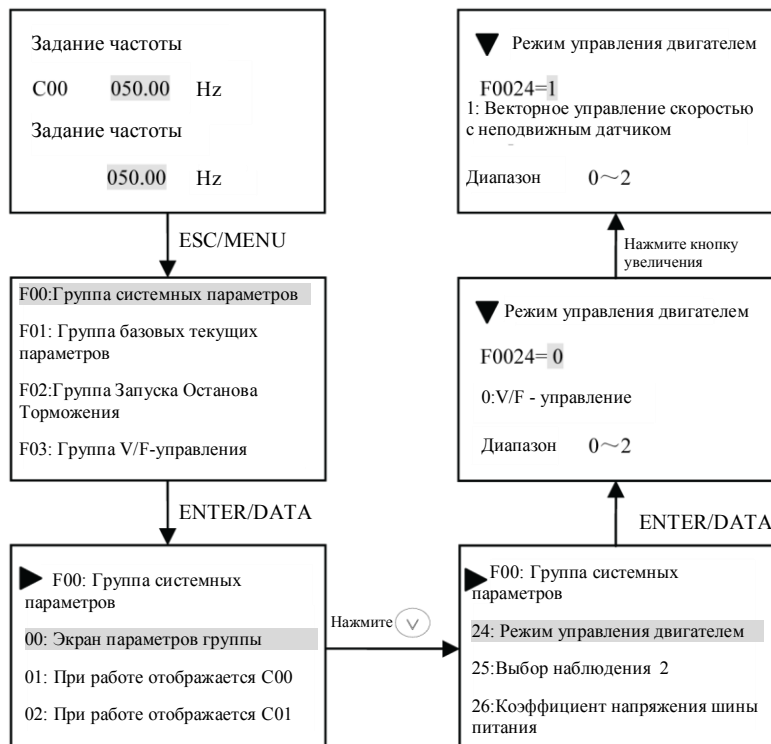 Задание частоты
C00 050.00 Hz
Задание частоты
050.00 Hz
ESC/MENU
F00:Группа системных параметров
F01: Группа базовых текущих
параметров
F02:Группа Запуска Останова
Торможения
F03: Группа V/F-управления
ENTER/DATA
F00: Группа системных
параметров
00: Экран параметров группы
01: При работе отображается C00
02: При работе отображается C01
Нажмите
F00: Группа системных
параметров
24: Режим управления двигателем
25:Выбор наблюдения 2
26:Коэффициент напряжения шины
питания
ENTER/DATA
Режим управления двигателем
F0024= 0
0:V/F - управление
Диапазон 0～2
Нажмите кнопку
увеличения
Режим управления двигателем
F0024=1
1: Векторное управление скоростью
с неподвижным датчиком
Диапазон 0～2